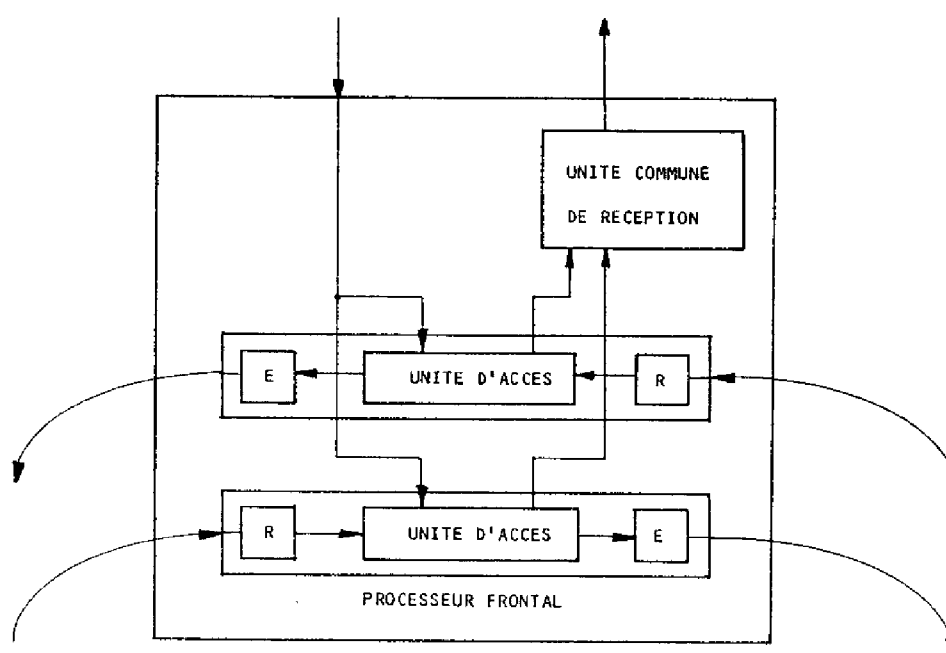 UNITE COMMUNE
DE RECEPTION
E
UNITE D'ACCES
R
R
UNITE D'ACCES
E
PROCESSEUR FRONTAL